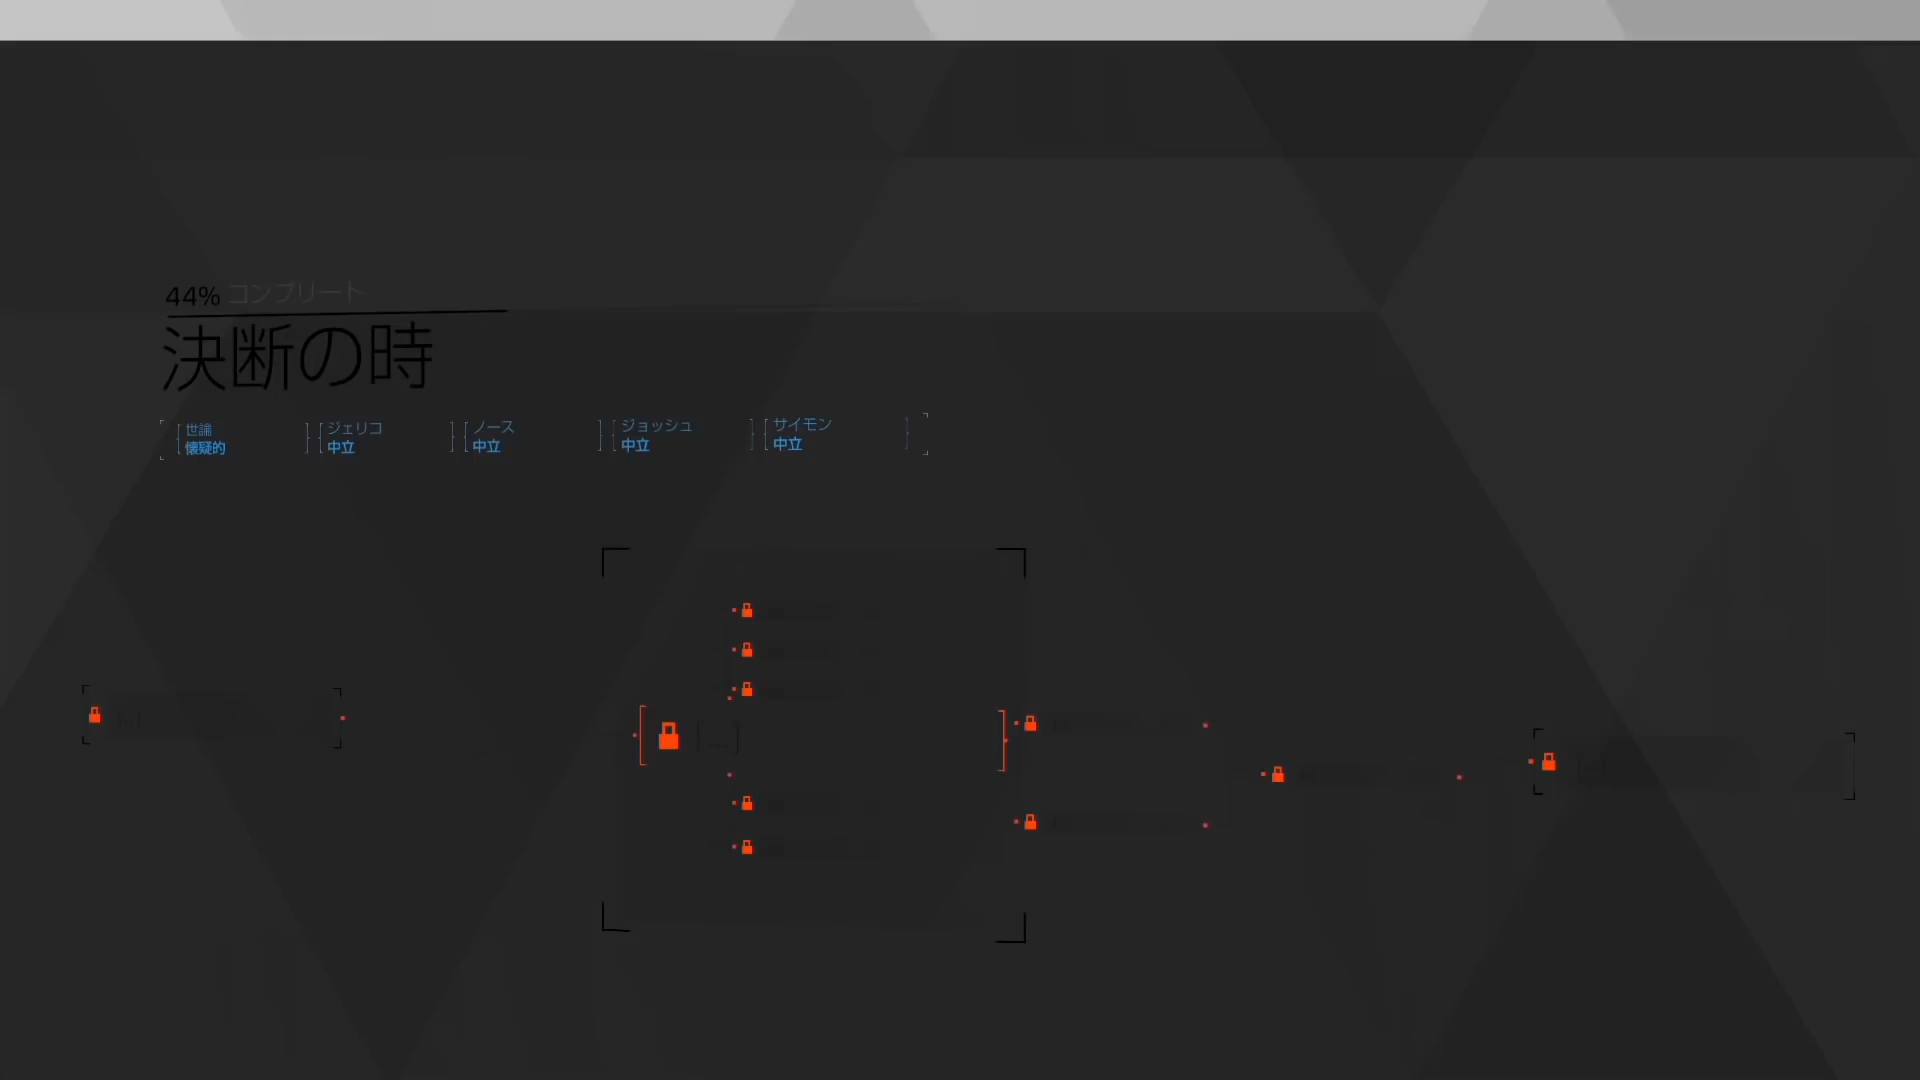 44% コンプリート
決断の時
世論 ジェリコ ノース ジョッシュ サイモン
懐疑的 中立 中立 中立 中立
[...]